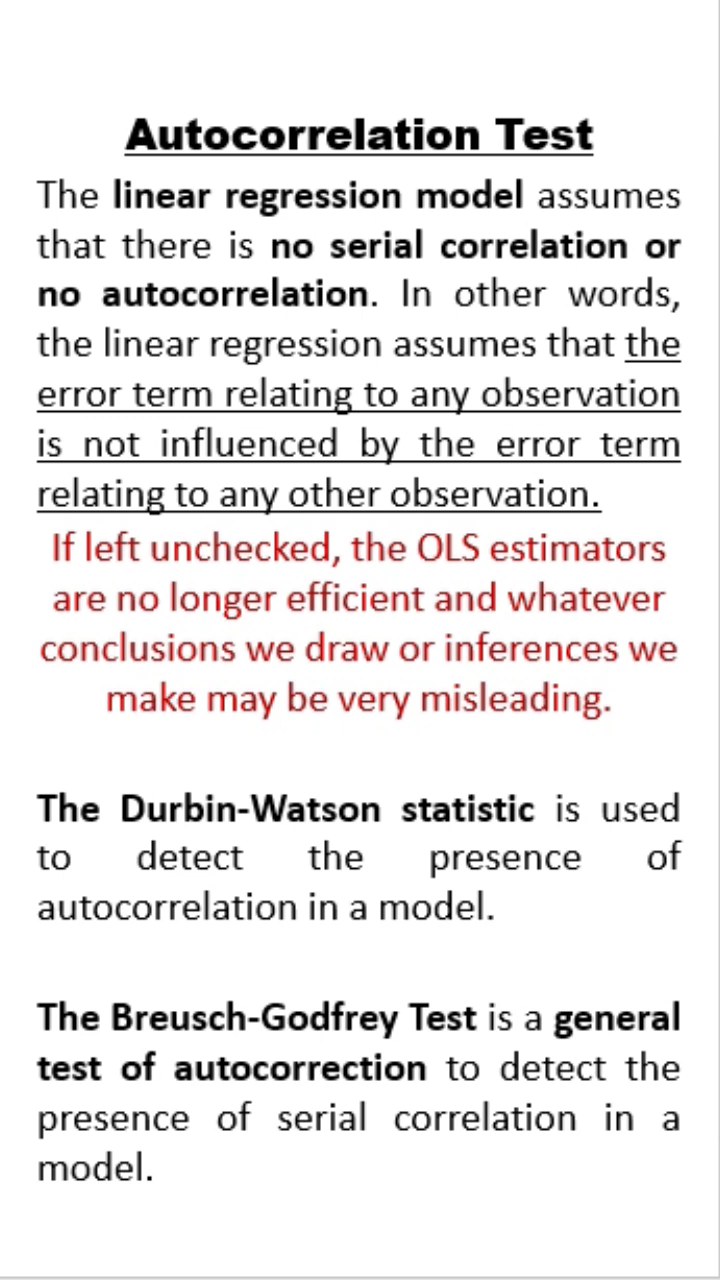 Autocorrelation Test
The linear regression model assumes
that there is no serial correlation or
no autocorrelation. In other words,
the linear regression assumes that the
error term relating to any observation
is not influenced by the error term
relating to any other observation.
If left unchecked, the OLS estimators
are no longer efficient and whatever
conclusions we draw or inferences we
make may be very misleading.
The Durbin-Watson statistic is used
to detect the presence of
autocorrelation in a model.
The Breusch-Godfrey Test is a general
test of autocorrection to detect the
presence of serial correlation in a
model.